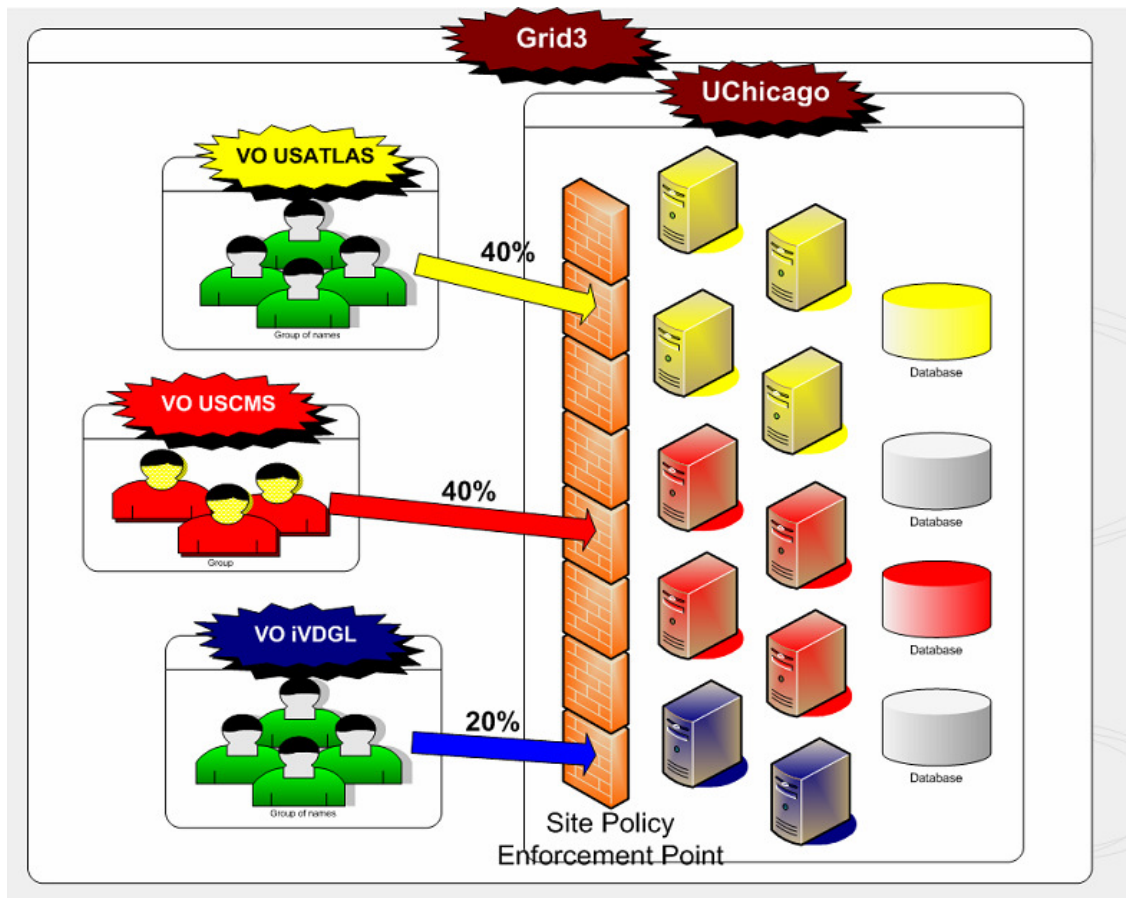 Grid3
UChicago
VO USATLAS
Group of names
40%
VO USCMS
Group
40%
VO iVDGL
Group of names
20%
Site Policy
Enforcement Point
Database
Database
Database
Database